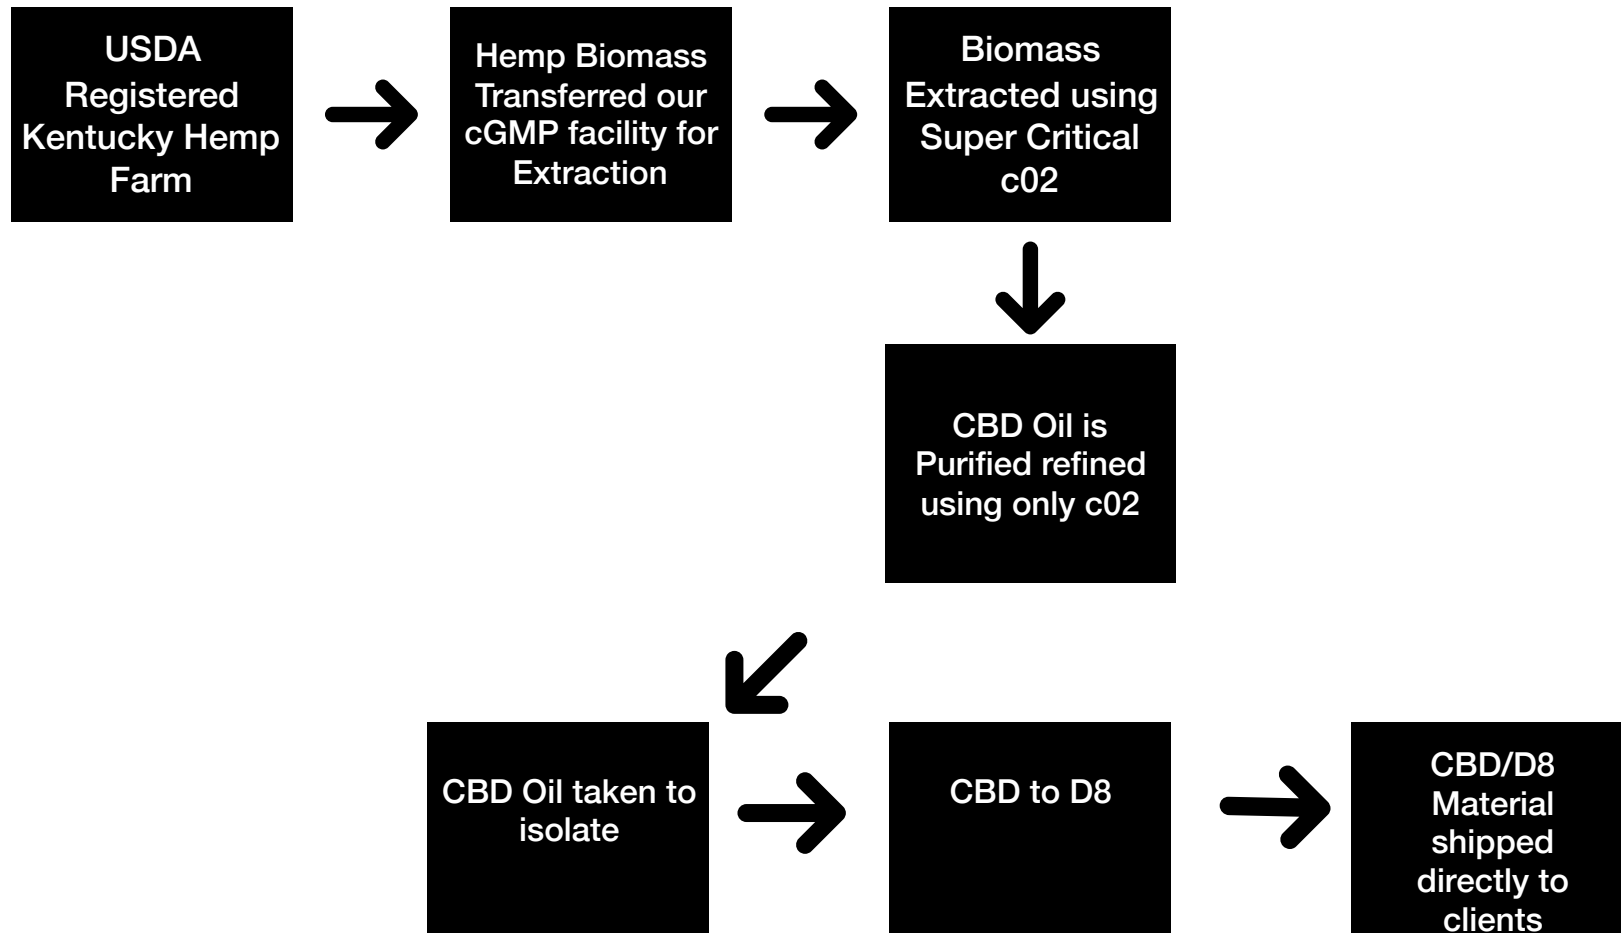 USDA
Registered
Kentucky Hemp
Farm
Hemp Biomass
Transferred our
cGMP facility for
Extraction
Biomass
Extracted using
Super Critical
c02
CBD Oil is
Purified refined
using only c02
CBD Oil taken to
isolate
CBD to D8
CBD/D8
Material
shipped
directly to
clients